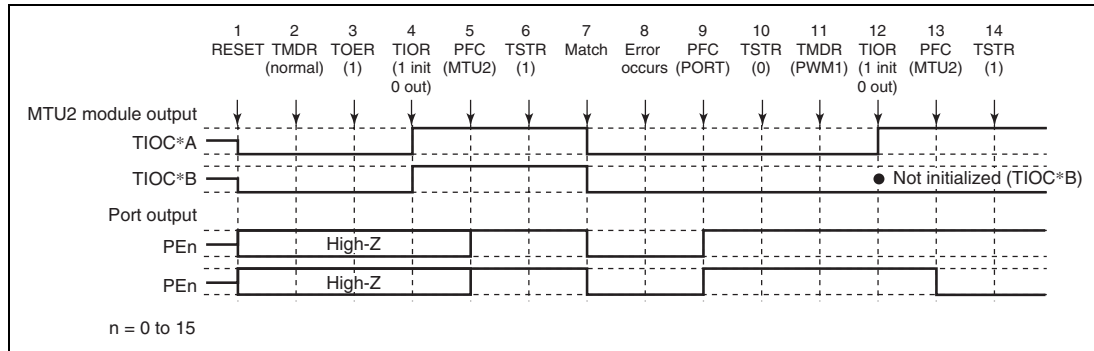 1 2 3 4 5 6 7 8 9 10 11 12 13 14
RESET TMDR TOER TIOR PFC TSTR Match Error PFC TSTR TMDR TIOR PFC TSTR
(normal) (1) (1 init (MTU2) (1) occurs (PORT) (0) (PWM1) (1 init (MTU2) (1)
0 out) 0 out)
MTU2 module output
TIOC*A
TIOC*B
● Not initialized (TIOC*B)
Port output
PEn
High-Z
PEn
High-Z
n = 0 to 15